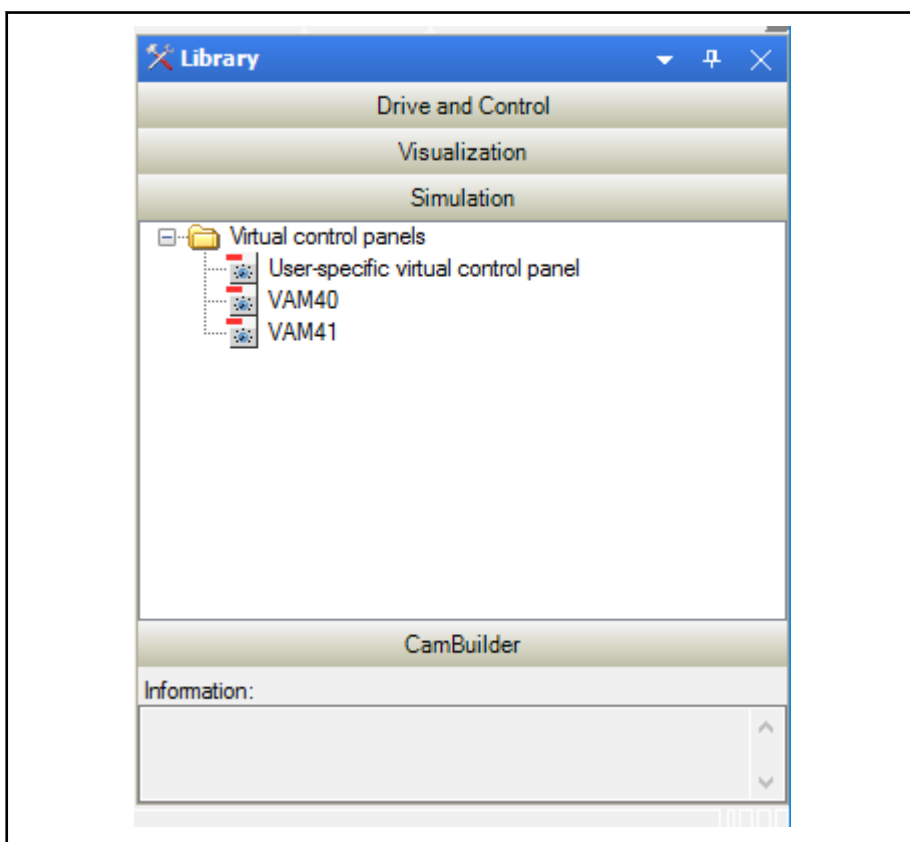 Library
Drive and Control
Visualization
Simulation
Virtual control panels
User-specific virtual control panel
VAM40
VAM41
CamBuilder
Information: